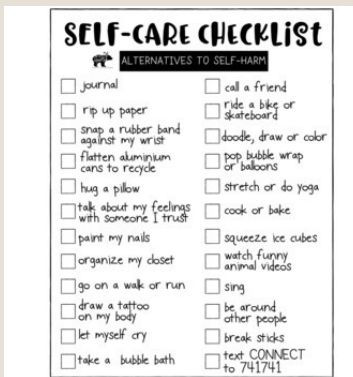 SELF-CARE CHECKLIST
ALTERNATIVES TO SELF-HARM
journal
rip up paper
snap a rubber band
against my wrist
flatten aluminium
cans to recycle
hug a pillow
talk about my feelings
with someone I trust
paint my nails
organize my closet
go on a walk or run
draw a tattoo
on my body
let myself cry
take a bubble bath
call a friend
ride a bike or
skateboard
doodle, draw or color
pop bubble wrap
or balloons
stretch or do yoga
cook or bake
squeeze ice cubes
watch funny
animal videos
sing
be around
other people
break sticks
text CONNECT
to 741741